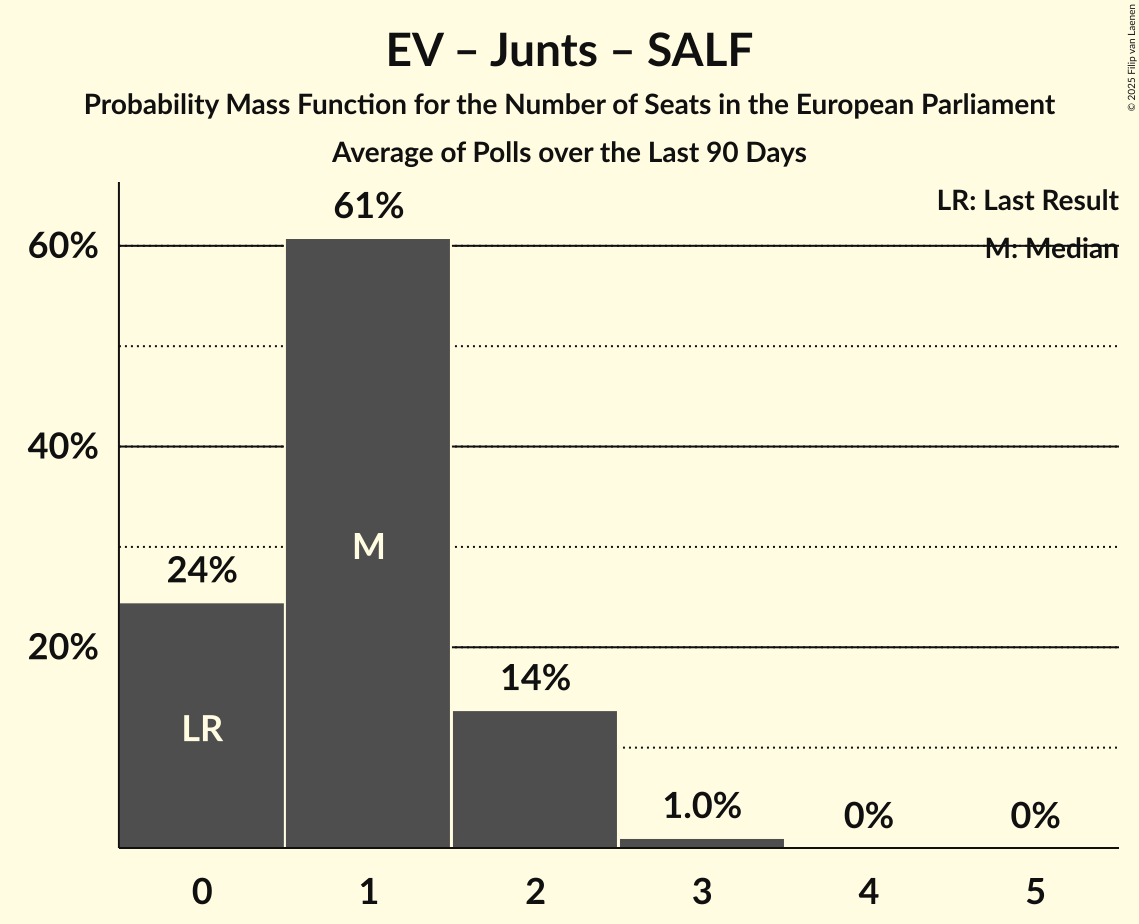 EV – Junts – SALF
Probability Mass Function for the Number of Seats in the European Parliament
Average of Polls over the Last 90 Days
© 2025 Filip van Laenen
LR: Last Result
M: Median
60%
40%
20%
61%
24%
14%
1.0%
0%
0%
M
LR
0 1 2 3 4 5